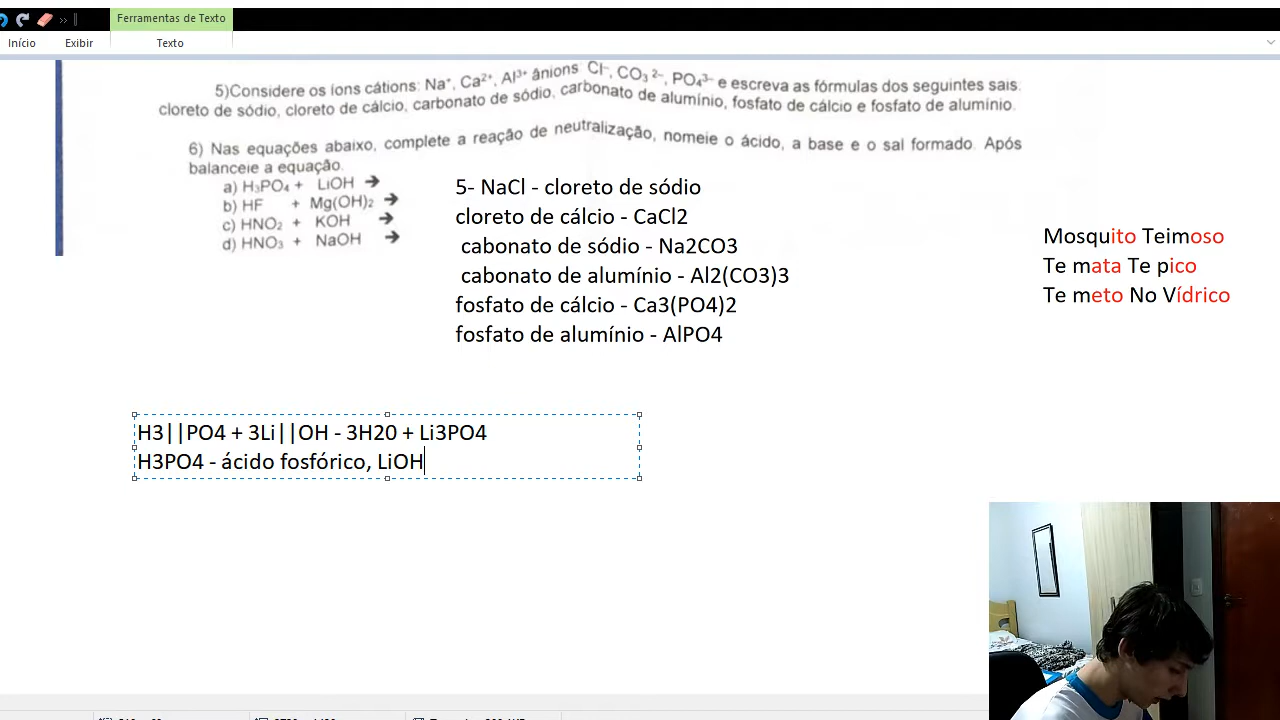 Ferramentas de Texto
Início Exibir Texto
5)Considere os íons cátions: Na⁺, Ca²⁺, Al³⁺ ânions: Cl⁻, CO₃ ²⁻, PO₄³⁻ e escreva as fórmulas dos seguintes sais:
cloreto de sódio, cloreto de cálcio, carbonato de sódio, carbonato de alumínio, fosfato de cálcio e fosfato de alumínio.
6) Nas equações abaixo, complete a reação de neutralização, nomeie o ácido, a base e o sal formado. Após
balanceie a equação.
a) H₃PO₄ + LiOH ➔
b) HF + Mg(OH)₂ ➔
c) HNO₂ + KOH ➔
d) HNO₃ + NaOH ➔
5- NaCl - cloreto de sódio
cloreto de cálcio - CaCl2
cabonato de sódio - Na2CO3
cabonato de alumínio - Al2(CO3)3
fosfato de cálcio - Ca3(PO4)2
fosfato de alumínio - AlPO4
Mosquito Teimoso
Te mata Te pico
Te meto No Vídrico
H3||PO4 + 3Li||OH - 3H20 + Li3PO4
H3PO4 - ácido fosfórico, LiOH